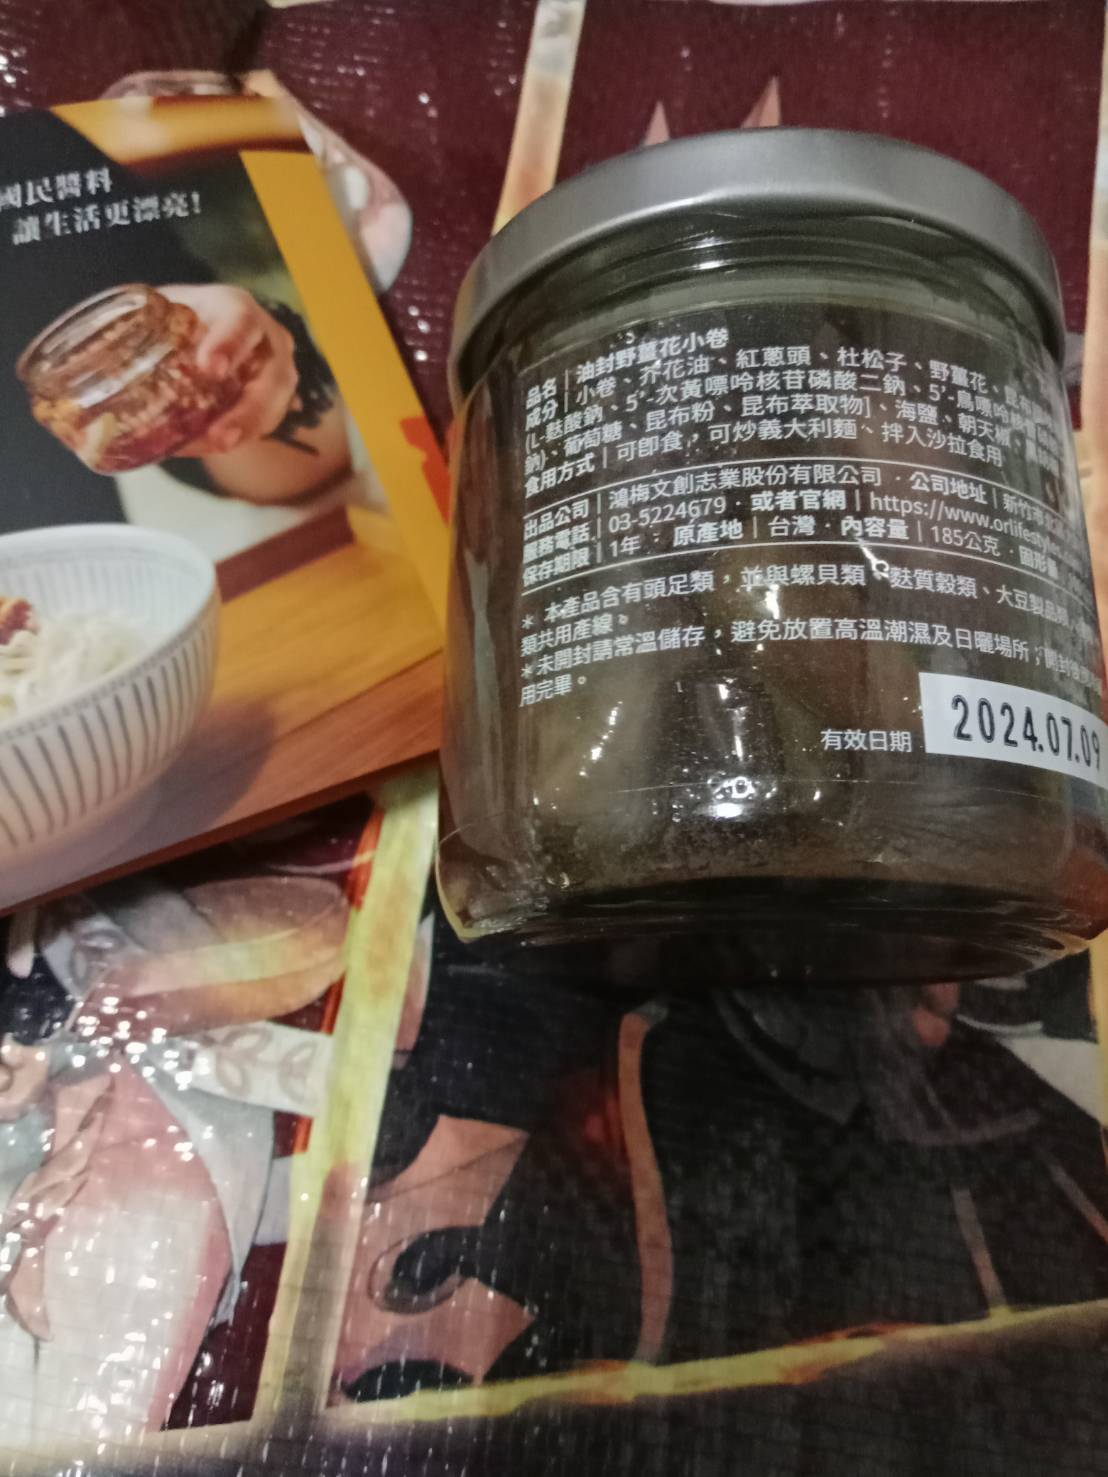 國民醬料
讓生活更漂亮！
品名｜油封野薑花小卷
成分｜小卷、芥花油、紅蔥頭、杜松子、野薑花、昆布
(L-麩酸鈉、5'-次黃嘌呤核苷磷酸二鈉、5'-鳥嘌呤核苷
鈉)、葡萄糖、昆布粉、昆布萃取物]、海鹽、朝天椒、
食用方式｜可即食，可炒義大利麵、拌入沙拉食用
出品公司｜鴻梅文創志業股份有限公司・公司地址｜新竹市
服務電話｜03-5224679・或者官網｜https://www.orlifestyle
保存期限｜1年・原產地｜台灣・內容量｜185公克・固形量
＊本產品含有頭足類，並與螺貝類、麩質穀類、大豆製品
類共用產線。
＊未開封請常溫儲存，避免放置高溫潮濕及日曬場所；開封後
用完畢。
有效日期 2024.07.09